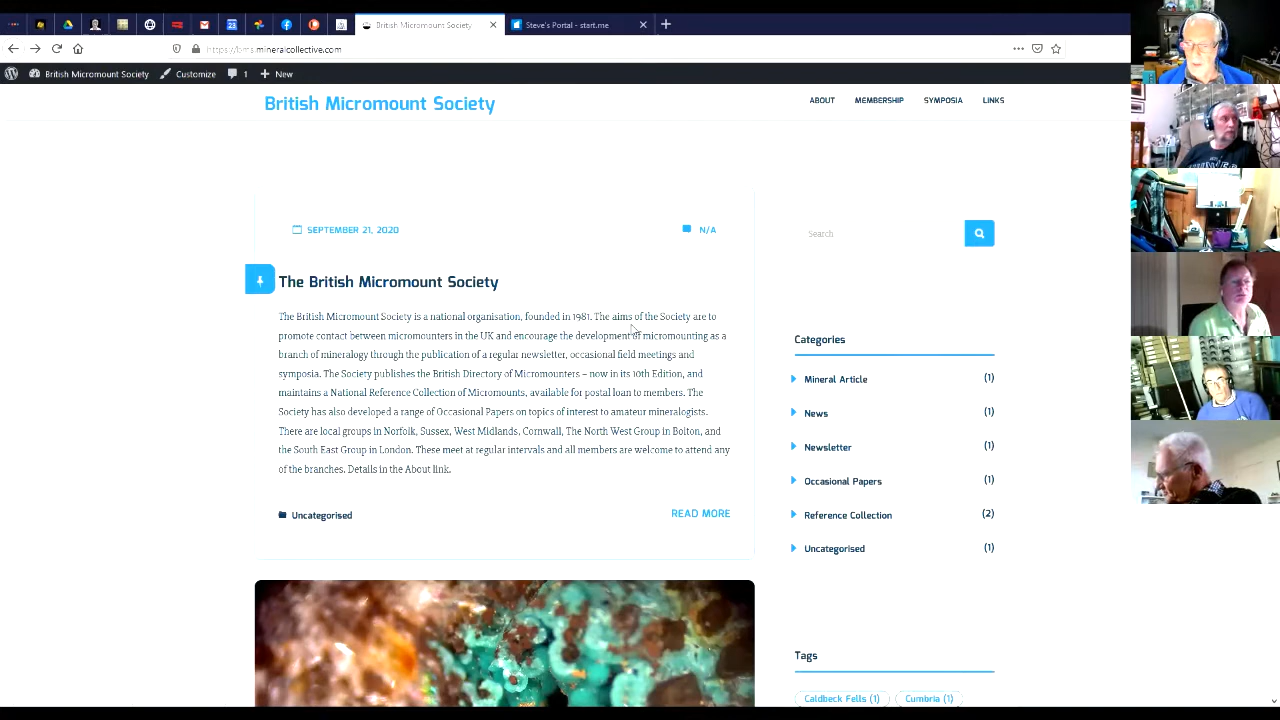 British Micromount Society
Steve's Portal - start.me
https://bms.mineralcollective.com
British Micromount Society
Customize
1
New
British Micromount Society
ABOUT
MEMBERSHIP
SYMPOSIA
LINKS
SEPTEMBER 21, 2020
N/A
The British Micromount Society
The British Micromount Society is a national organisation, founded in 1981. The aims of the Society are to
promote contact between micromounters in the UK and encourage the development of micromounting as a
branch of mineralogy through the publication of a regular newsletter, occasional field meetings and
symposia. The Society publishes the British Directory of Micromounters – now in its 10th Edition, and
maintains a National Reference Collection of Micromounts, available for postal loan to members. The
Society has also developed a range of Occasional Papers on topics of interest to amateur mineralogists.
There are local groups in Norfolk, Sussex, West Midlands, Cornwall, The North West Group in Bolton, and
the South East Group in London. These meet at regular intervals and all members are welcome to attend any
of the branches. Details in the About link.
Uncategorised
READ MORE
Search
Categories
Mineral Article (1)
News (1)
Newsletter (1)
Occasional Papers (1)
Reference Collection (2)
Uncategorised (1)
Tags
Caldbeck Fells (1)
Cumbria (1)